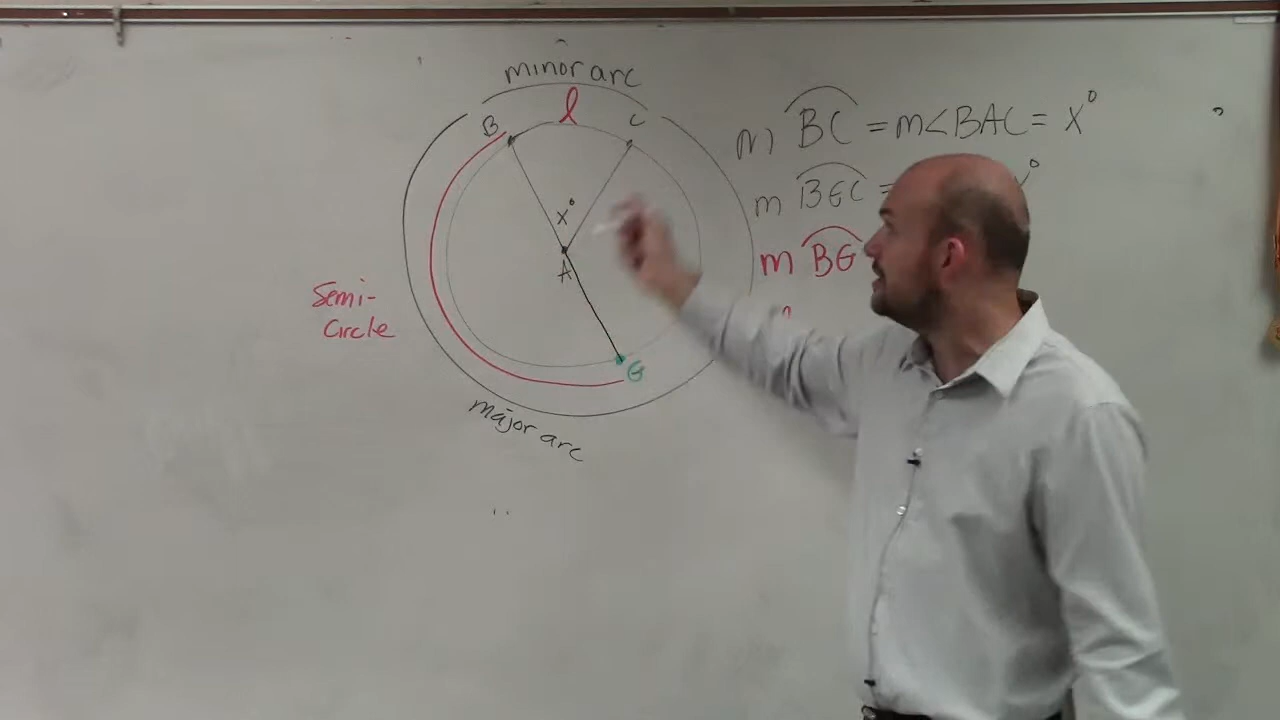 minor arc
l
B
C
x°
A
G
Semi-
Circle
major arc
m BC = m∠BAC = x°
m BGC =
m BG